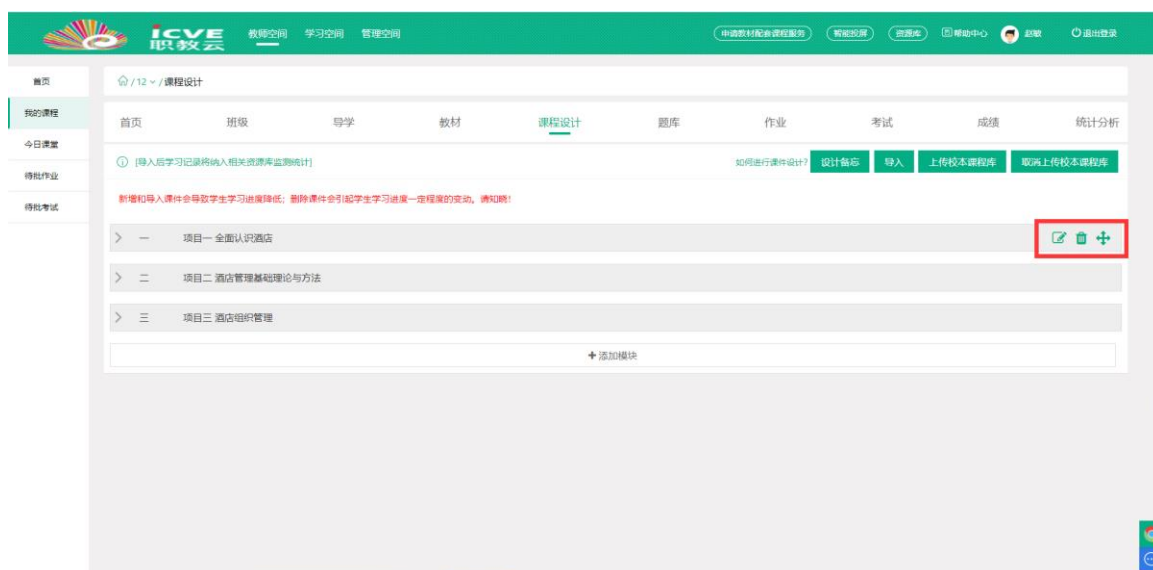 icve 职教云 教师空间 学习空间 管理空间 申请教材配套课程服务 智能投屏 资源库 帮助中心 赵敏 退出登录
首页
我的课程
今日课堂
待批作业
待批考试
/ 12 / 课程设计
首页 班级 导学 教材 课程设计 题库 作业 考试 成绩 统计分析
[导入后学习记录将纳入相关资源库监测统计] 如何进行课件设计? 设计备忘 导入 上传校本课程库 取消上传校本课程库
新增和导入课件会导致学生学习进度降低; 删除课件会引起学生学习进度一定程度的变动。请知晓!
一 项目一 全面认识酒店
二 项目二 酒店管理基础理论与方法
三 项目三 酒店组织管理
+ 添加模块